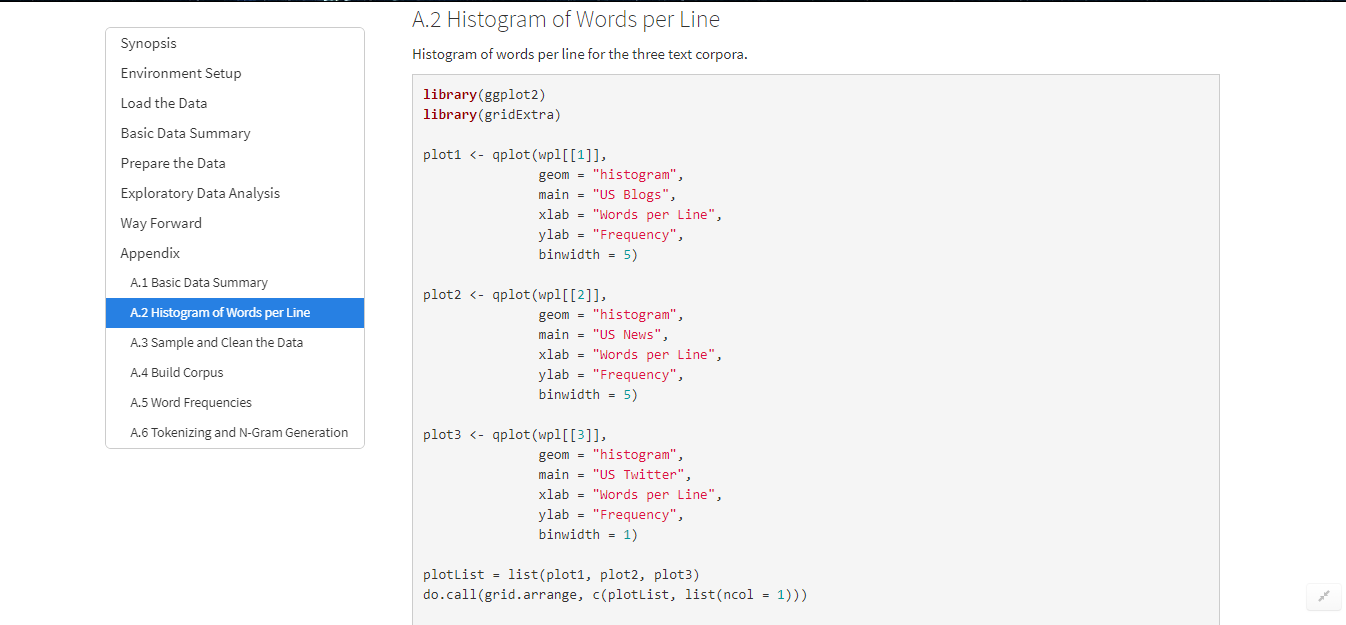 Synopsis
Environment Setup
Load the Data
Basic Data Summary
Prepare the Data
Exploratory Data Analysis
Way Forward
Appendix
A.1 Basic Data Summary
A.2 Histogram of Words per Line
A.3 Sample and Clean the Data
A.4 Build Corpus
A.5 Word Frequencies
A.6 Tokenizing and N-Gram Generation
A.2 Histogram of Words per Line
Histogram of words per line for the three text corpora.
library(ggplot2)
library(gridExtra)
plot1 <- qplot(wpl[[1]],
geom = "histogram",
main = "US Blogs",
xlab = "Words per Line",
ylab = "Frequency",
binwidth = 5)
plot2 <- qplot(wpl[[2]],
geom = "histogram",
main = "US News",
xlab = "Words per Line",
ylab = "Frequency",
binwidth = 5)
plot3 <- qplot(wpl[[3]],
geom = "histogram",
main = "US Twitter",
xlab = "Words per Line",
ylab = "Frequency",
binwidth = 1)
plotList = list(plot1, plot2, plot3)
do.call(grid.arrange, c(plotList, list(ncol = 1)))